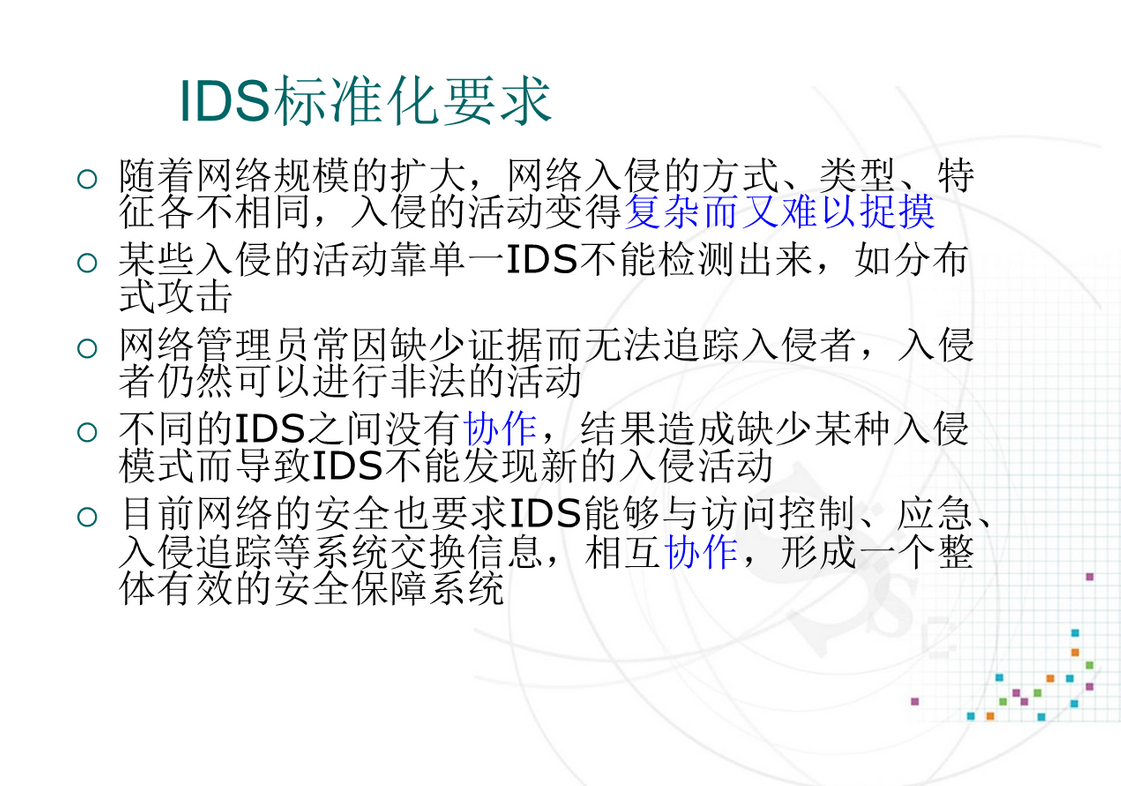 IDS标准化要求
随着网络规模的扩大，网络入侵的方式、类型、特
征各不相同，入侵的活动变得复杂而又难以捉摸
某些入侵的活动靠单一IDS不能检测出来，如分布
式攻击
网络管理员常因缺少证据而无法追踪入侵者，入侵
者仍然可以进行非法的活动
不同的IDS之间没有协作，结果造成缺少某种入侵
模式而导致IDS不能发现新的入侵活动
目前网络的安全也要求IDS能够与访问控制、应急、
入侵追踪等系统交换信息，相互协作，形成一个整
体有效的安全保障系统